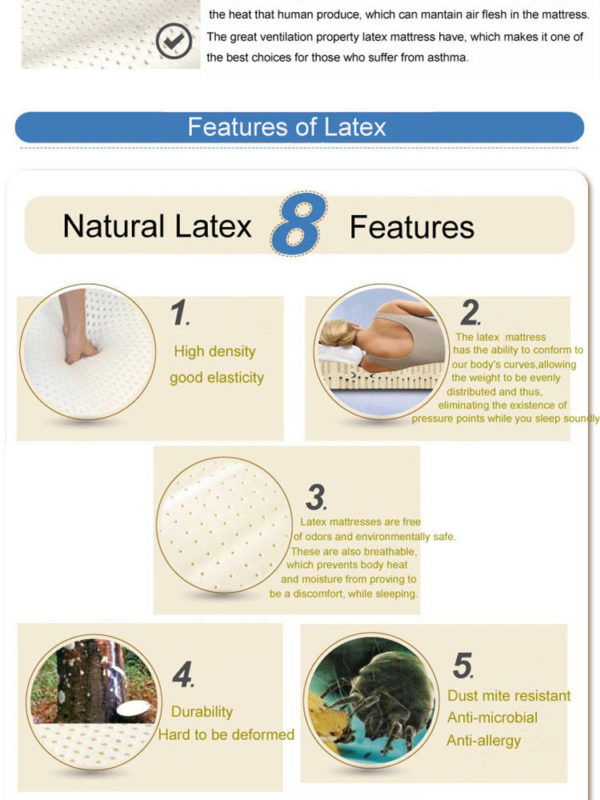 the heat that human produce, which can mantain air flesh in the mattress.
The great ventilation property latex mattress have, which makes it one of
the best choices for those who suffer from asthma.
Features of Latex
Natural Latex 8 Features
1.
High density
good elasticity
2.
The latex mattress
has the ability to conform to
our body's curves,allowing
the weight to be evenly
distributed and thus,
eliminating the existence of
pressure points while you sleep soundly
3.
Latex mattresses are free
of odors and environmentally safe.
These are also breathable,
which prevents body heat
and moisture from proving to
be a discomfort, while sleeping.
4.
Durability
Hard to be deformed
5.
Dust mite resistant
Anti-microbial
Anti-allergy